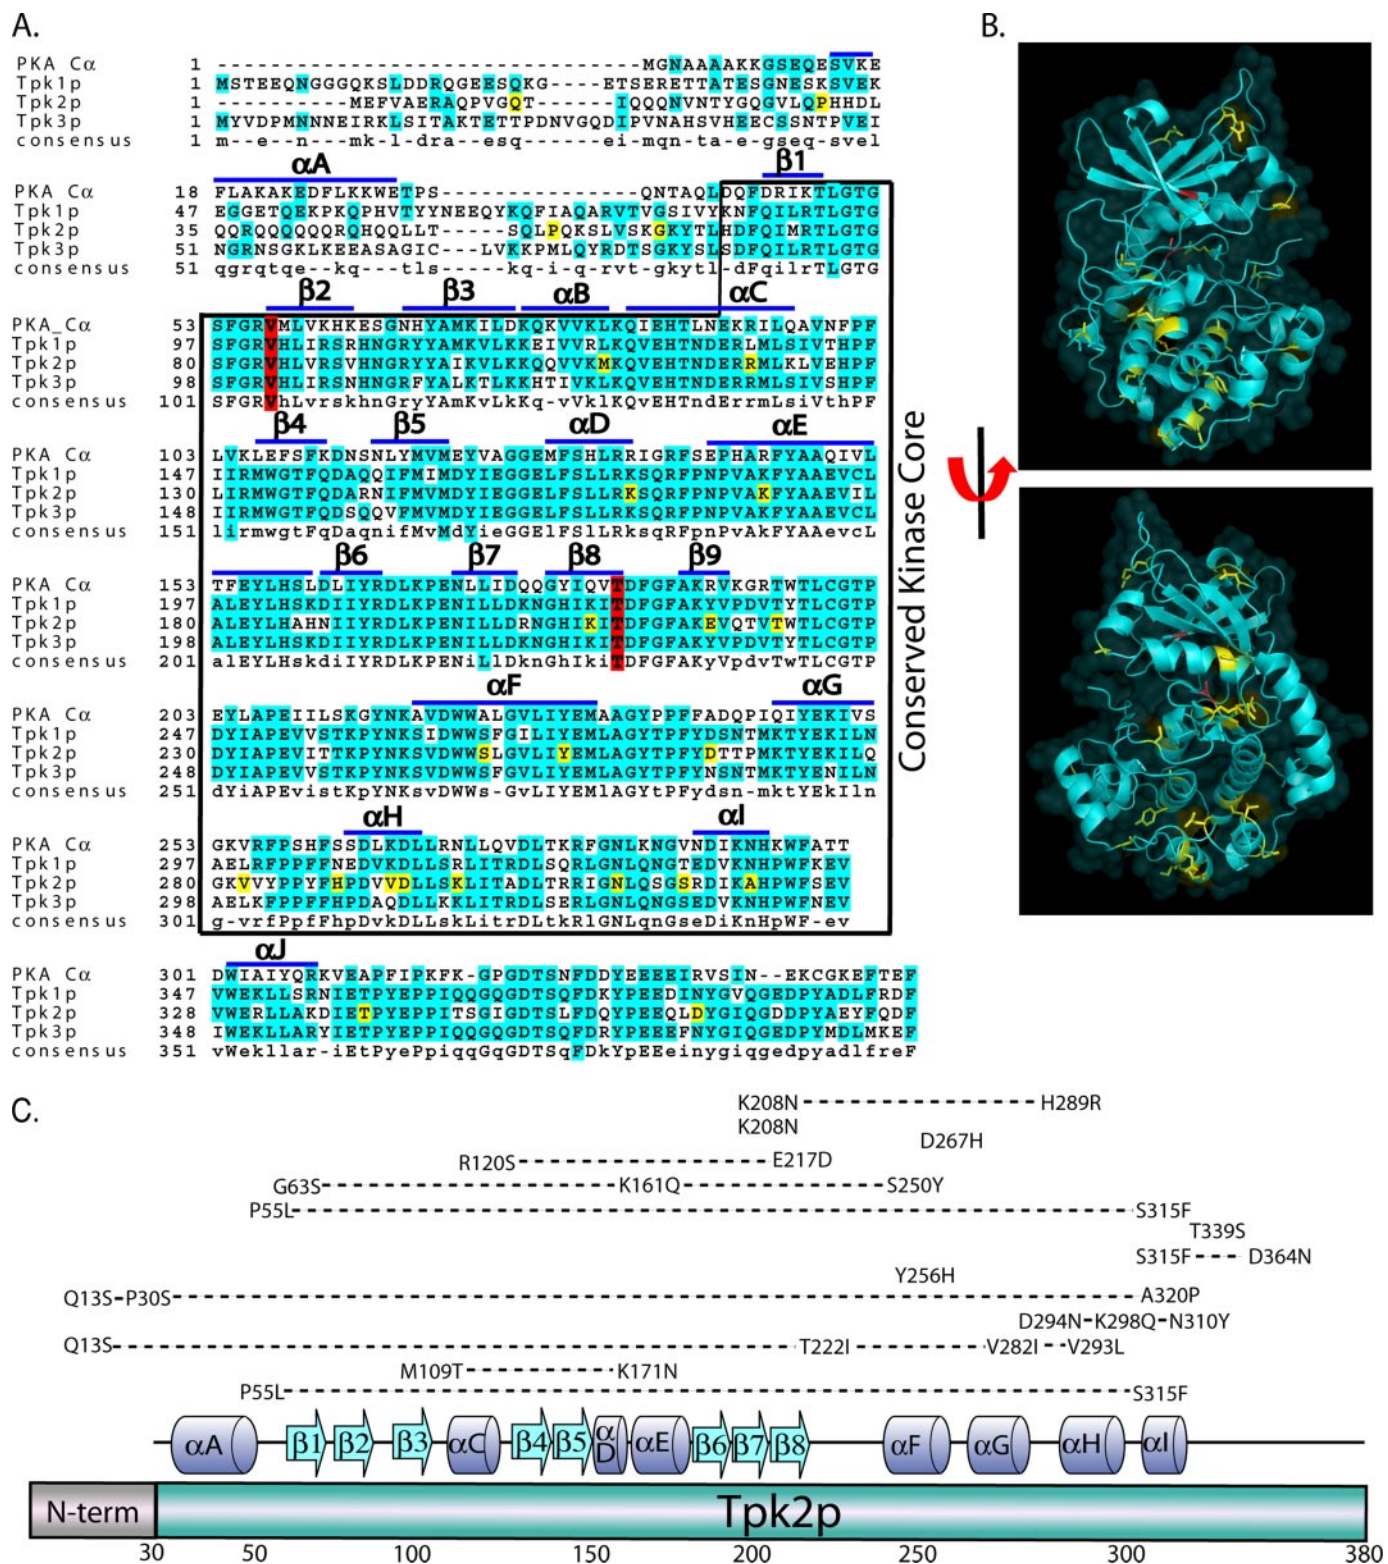 A.
PKA Cα 1 -------------------------MGNAAAAKKGSEQESVKE
Tpk1p 1 MSTEEQNGGGQKSLDDRQGEESQKG----ETSERETTATESGNESKSVEK
Tpk2p 1 --------MEFVAERAQPVGQT-----IQQQNVNTYGQGVLQPHHDL
Tpk3p 1 MYVDPMNNNEIRKLSITAKTETTPDNVGQDIPVNAHSVHEECSSNTPVEI
consensus 1 m--e--n---mk-l-dra--esq-----ei-mqn-ta-e-gseq-svel
αA β1
PKA Cα 18 FLAKAKEDFLKKWETPS--------------QNTAQLDQFDRIKTLGTG
Tpk1p 47 EGGETQEKPKQPHVTYYNEEQYKQFIAQARVTVGSIVYKNFQILRTLGTG
Tpk2p 35 QQRQQQQQQRQHQQLT-----SQLPQKSLVSKGKYTLHDFQIMRTLGTG
Tpk3p 51 NGRNSGKLKEEASAGIC---LVKKPMLQYRDTSGKYSLSDFQILRTLGTG
consensus 51 qgrqtqe--kq--tls-----kq-i-q-rvt-gkytl-dFqilrTLGTG
β2 β3 αB αC
PKA_Cα 53 SFGRVMLVKHKESGNHYAMKILDKQKVVKLKQIEHTLNEKRILQAVNFPF
Tpk1p 97 SFGRVHLIRSRHNGRYYAMKVLKKEIVVRLKQVEHTNDERLMLSIVTHPF
Tpk2p 80 SFGRVHLVRSVHNGRYYAIKVLKKQQVVKMKQVEHTNDERRMLKLVEHPF
Tpk3p 98 SFGRVHLIRSNHNGRFYALKTLKKHTIVKLKQVEHTNDERRMLSIVSHPF
consensus 101 SFGRVhLvrskhnGryYAmKvLkKq-vvklKQvEHTndErrmLsiVthPF
β4 β5 αD αE
PKA Cα 103 LVKLEFSFKDNSNLYMVMEYVAGGEMFSHLRRIGRFSEPHARFYAAQIVL
Tpk1p 147 IIRMWGTFQDAQQIFMIMDYIEGGELFSLLRKSQRFPNPVAKFYAAEVCL
Tpk2p 130 LIRMWGTFQDARNIFMVMDYIEGGELFSLLRKSQRFPNPVAKFYAAEVIL
Tpk3p 148 IIRMWGTFQDSQQVFMVMDYIEGGELFSLLRKSQRFPNPVAKFYAAEVCL
consensus 151 lirmwgtFqDaqnifMvMdYieGGElFSlLRksqRFpnPvAkFYAAevcL
β6 β7 β8 β9
PKA Cα 153 TFEYLHSLDLIYRDLKPENLLIDQQGYIQVTDFGFAKRVKGRTWTLCGTP
Tpk1p 197 ALEYLHSKDIIYRDLKPENILLDKNGHIKITDFGFAKYVPDVTYTLCGTP
Tpk2p 180 ALEYLHAHNIIYRDLKPENILLDRNGHIKITDFGFAKEVQTVTWTLCGTP
Tpk3p 198 ALEYLHSKDIIYRDLKPENILLDKNGHIKITDFGFAKYVPDVTYTLCGTP
consensus 201 alEYLHskdiIYRDLKPENiLlDknGhIkiTDFGFAKyVpdvTwTLCGTP
αF αG
PKA Cα 203 EYLAPEIILSKGYNKAVDWWALGVLIYEMAAGYPPFFADQPIQIYEKIVS
Tpk1p 247 DYIAPEVVSTKPYNKSIDWWSFGILIYEMLAGYTPFYDSNTMKTYEKILN
Tpk2p 230 DYIAPEVITTKPYNKSVDWWSLGVLIYEMLAGYTPFYDTTPMKTYEKILQ
Tpk3p 248 DYIAPEVVSTKPYNKSVDWWSFGVLIYEMLAGYTPFYNSNTMKTYENILN
consensus 251 dYiAPEvistKpYNKsvDWWs-GvLIYEMlAGYtPFydsn-mktYEkIln
αH αI
PKA Cα 253 GKVRFPSHFSSDLKDLLRNLLQVDLTKRFGNLKNGVNDIKNHKWFATT
Tpk1p 297 AELRFPPFFNEDVKDLLSRLITRDLSQRLGNLQNGTEDVKNHPWFKEV
Tpk2p 280 GKVVYPPYFHPDVVDLLSKLITADLTRRIGNLQSGSRDIKAHPWFSEV
Tpk3p 298 AELKFPPFFHPDAQDLLKKLITRDLSERLGNLQNGSEDVKNHPWFNEV
consensus 301 g-vrfPpfFhpDvkDLLskLitrDLtkRlGNLqnGseDiKnHpWF-ev
αJ
PKA Cα 301 DWIAIYQRKVEAPFIPKFK-GPGDTSNFDDYEEEEIRVSIN--EKCGKEFTEF
Tpk1p 347 VWEKLLSRNIETPYEPPIQQGQGDTSQFDKYPEEDINYGVQGEDPYADLFRDF
Tpk2p 328 VWERLLAKDIETPYEPPITSGIGDTSLFDQYPEEQLDYGIQGDDPYAEYFQDF
Tpk3p 348 IWEKLLARYIETPYEPPIQQGQGDTSQFDRYPEEEFNYGIQGEDPYMDLMKEF
consensus 351 vWekllar-iEtPyePpiqqGqGDTSqFDkYpEEeinygiqgedpyadlfreF
Conserved Kinase Core
B.
C.
K208N H289R
K208N
D267H
R120S E217D
G63S K161Q S250Y
P55L S315F
T339S
S315F D364N
Y256H
Q13S P30S A320P
D294N K298Q N310Y
Q13S T222I V282I V293L
M109T K171N
P55L S315F
αA β1 β2 β3 αC β4 β5 αD αE β6 β7 β8 αF αG αH αI
N-term Tpk2p
30 50 100 150 200 250 300 380